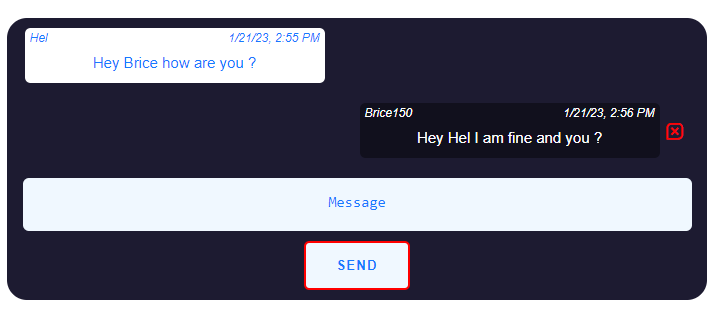 Hel 1/21/23, 2:55 PM
Hey Brice how are you ?
Brice150 1/21/23, 2:56 PM
Hey Hel I am fine and you ?
Message
SEND